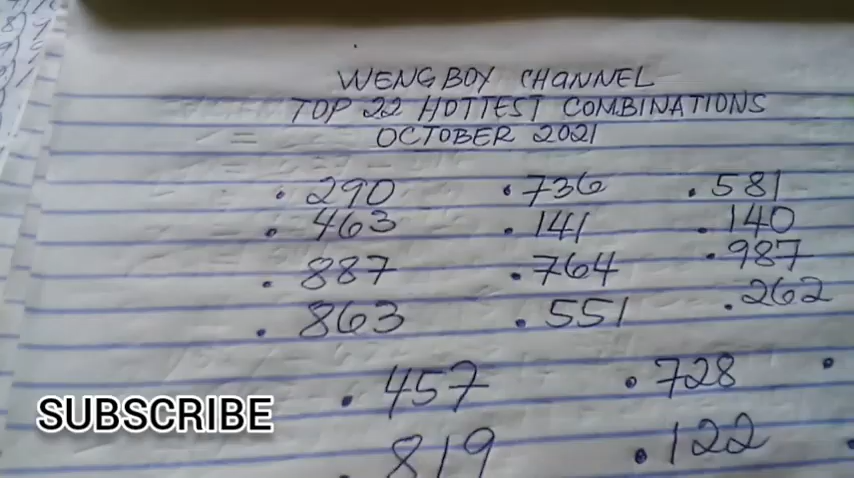 WENGBOY CHANNEL
TOP 22 HOTTEST COMBINATIONS
= OCTOBER 2021
. 290 . 736 . 581
. 463 . 141 . 140
. 887 . 764 . 987
. 863 . 551 . 262
. 457 . 728 .
. 819 . 122 .
SUBSCRIBE